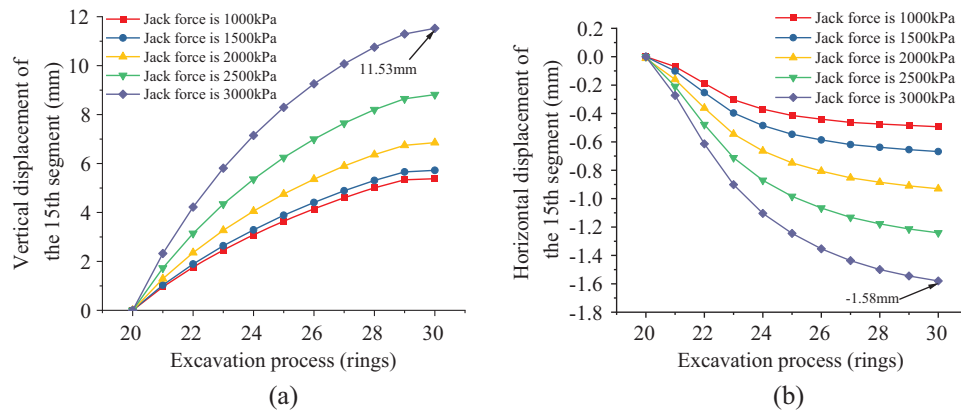 Jack force is 1000kPa
Jack force is 1500kPa
Jack force is 2000kPa
Jack force is 2500kPa
Jack force is 3000kPa
11.53mm
12
10
8
6
4
2
0
20
22
24
26
28
30
Vertical displacement of
the 15th segment (mm)
Excavation process (rings)
(a)
Jack force is 1000kPa
Jack force is 1500kPa
Jack force is 2000kPa
Jack force is 2500kPa
Jack force is 3000kPa
0.2
0.0
-0.2
-0.4
-0.6
-0.8
-1.0
-1.2
-1.4
-1.6
-1.8
-1.58mm
20
22
24
26
28
30
Horizontal displacement of
the 15th segment (mm)
Excavation process (rings)
(b)